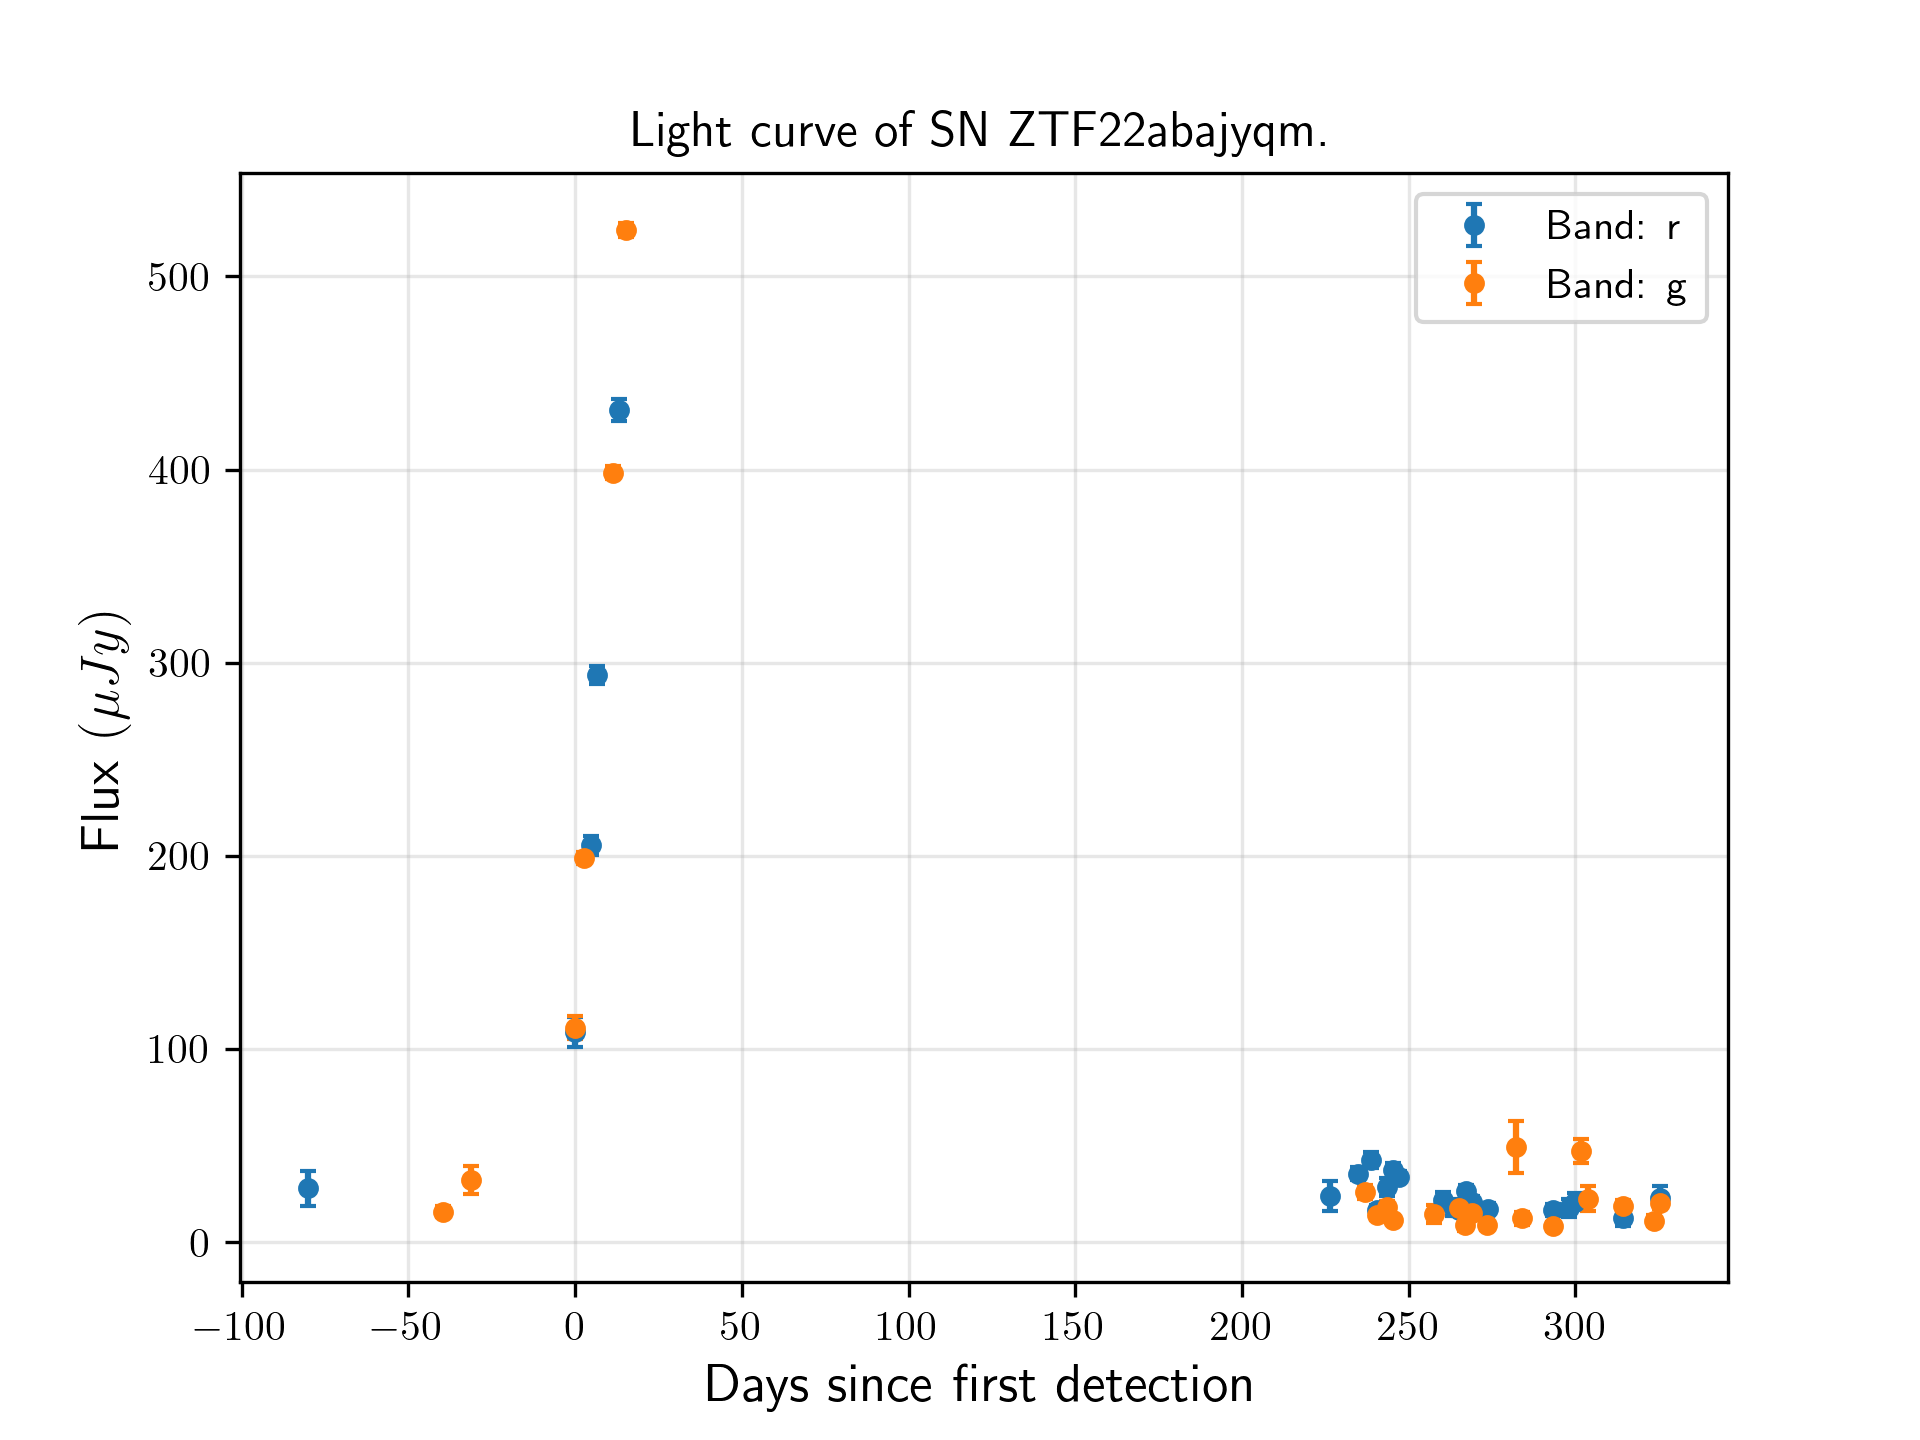 Light curve of SN ZTF22abajyqm.
Band: r
Band: g
Flux (μJy)
500
400
300
200
100
0
−100 −50 0 50 100 150 200 250 300
Days since first detection